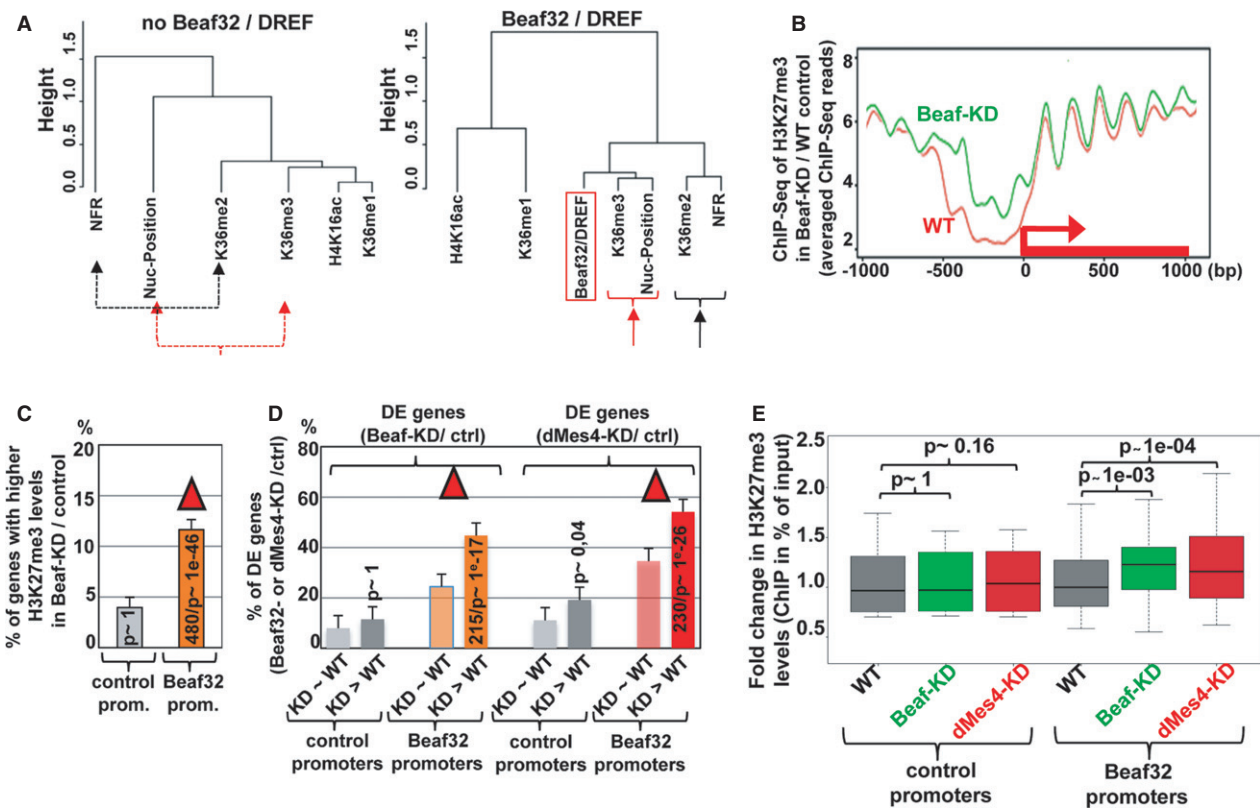 A
no Beaf32 / DREF
Height
0.0 0.5 1.0 1.5
NFR
Nuc-Position
K36me2
K36me3
H4K16ac
K36me1
Beaf32 / DREF
Height
0.0 0.5 1.0 1.5
H4K16ac
K36me1
Beaf32/DREF
K36me3
Nuc-Position
K36me2
NFR
B
ChIP-Seq of H3K27me3
in Beaf-KD / WT control
(averaged ChIP-Seq reads)
8
6
4
2
Beaf-KD
WT
-1000 -500 0 500 1000 (bp)
C
%
% of genes with higher
H3K27me3 levels
in Beaf-KD / control
20
15
10
5
0
p~ 1
480/p~ 1e-46
control
prom.
Beaf32
prom.
D
%
% of DE genes
(Beaf32- or dMes4-KD /ctrl)
DE genes
(Beaf-KD/ ctrl)
DE genes
(dMes4-KD/ ctrl)
80
60
40
20
0
p~ 1
215/p~ 1e-17
p~ 0,04
230/p~ 1e-26
KD ~ WT
KD > WT
KD ~ WT
KD > WT
KD ~ WT
KD > WT
KD ~ WT
KD > WT
control
promoters
Beaf32
promoters
control
promoters
Beaf32
promoters
E
Fold change in H3K27me3
levels (ChIP in % of input)
2.5
2.0
1.5
1.0
0.5
p~ 0.16
p~ 1
p~1e-04
p~1e-03
WT
Beaf-KD
dMes4-KD
WT
Beaf-KD
dMes4-KD
control
promoters
Beaf32
promoters